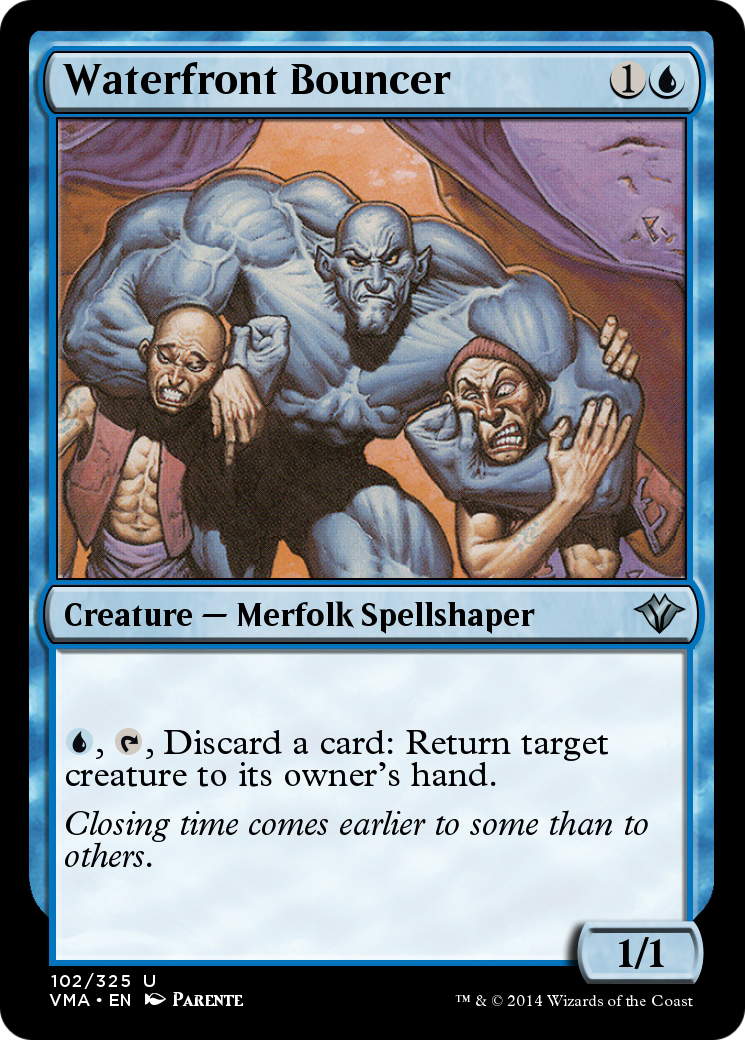 Waterfront Bouncer 1
Creature — Merfolk Spellshaper
, , Discard a card: Return target
creature to its owner's hand.
Closing time comes earlier to some than to
others.
1/1
102/325 U
VMA • EN Parente
™ & © 2014 Wizards of the Coast